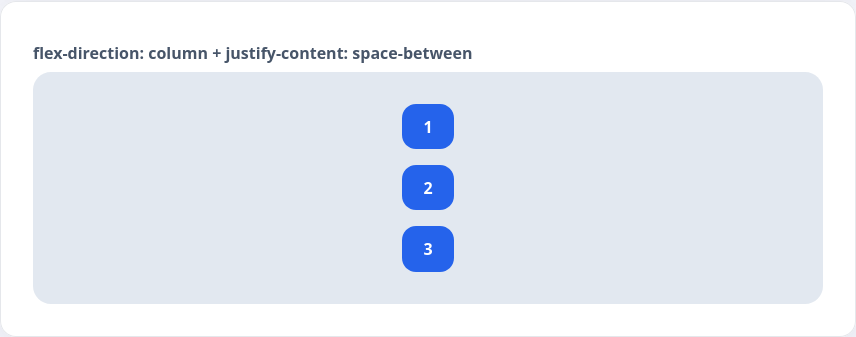 flex-direction: column + justify-content: space-between
1
2
3